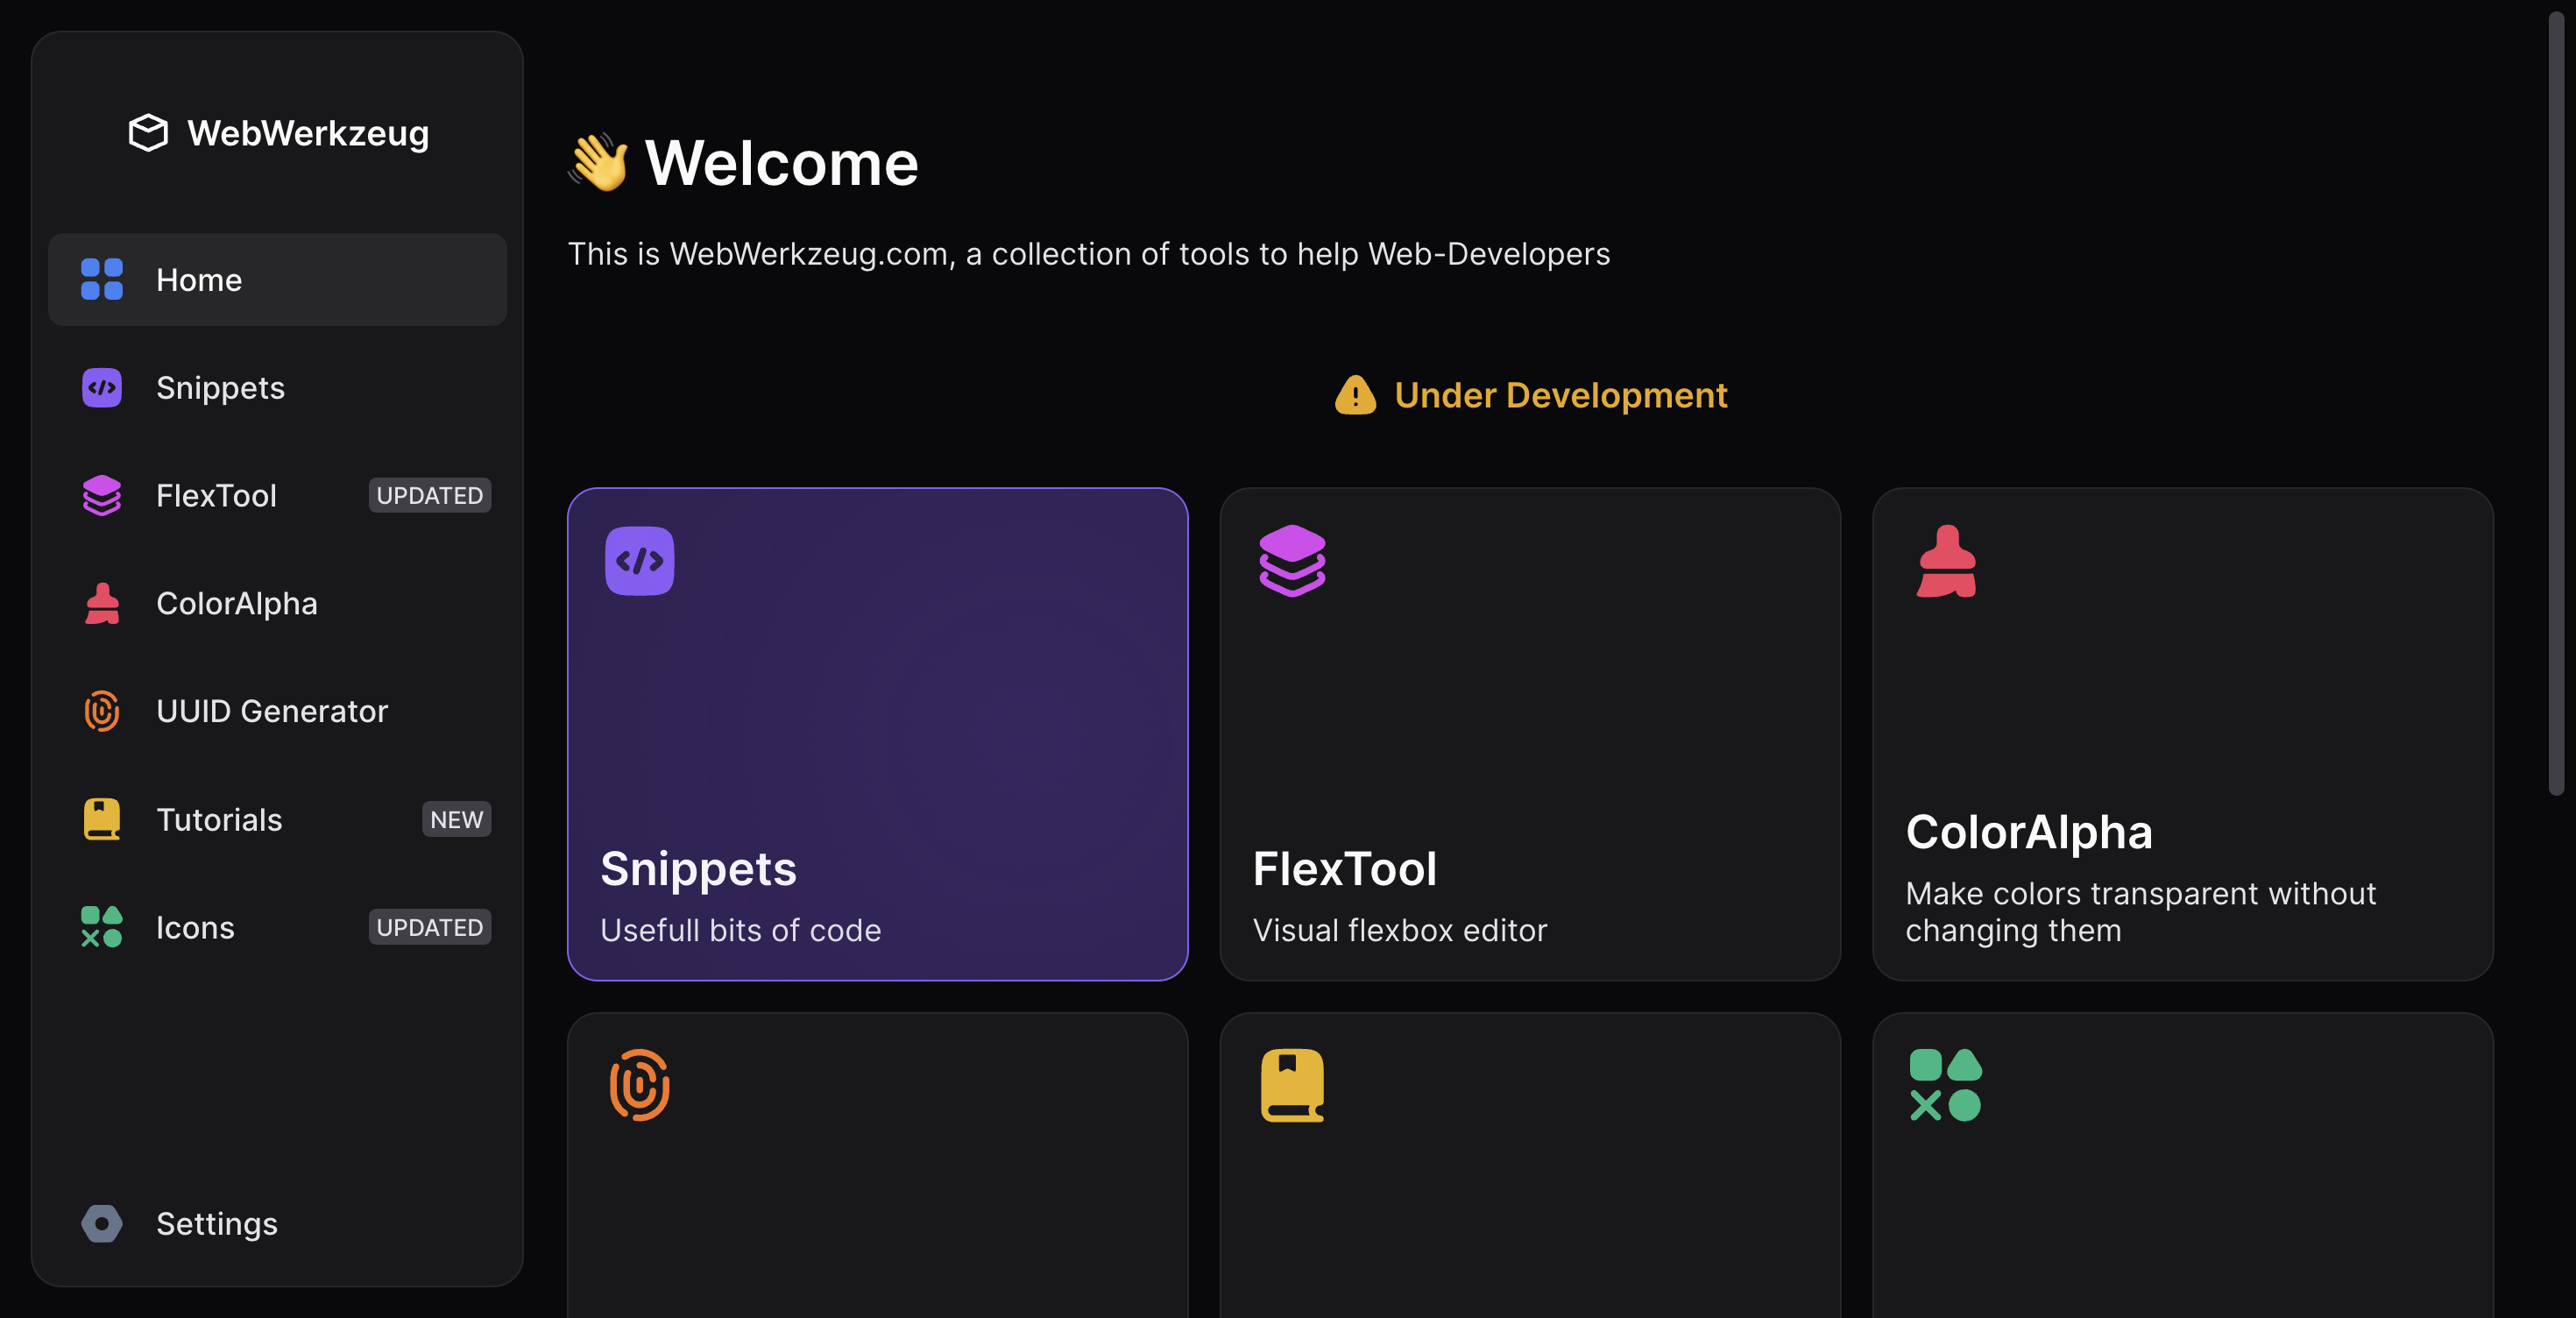 WebWerkzeug
Home
Snippets
FlexTool UPDATED
ColorAlpha
UUID Generator
Tutorials NEW
Icons UPDATED
Settings
👋 Welcome
This is WebWerkzeug.com, a collection of tools to help Web-Developers
Under Development
Snippets
Usefull bits of code
FlexTool
Visual flexbox editor
ColorAlpha
Make colors transparent without
changing them